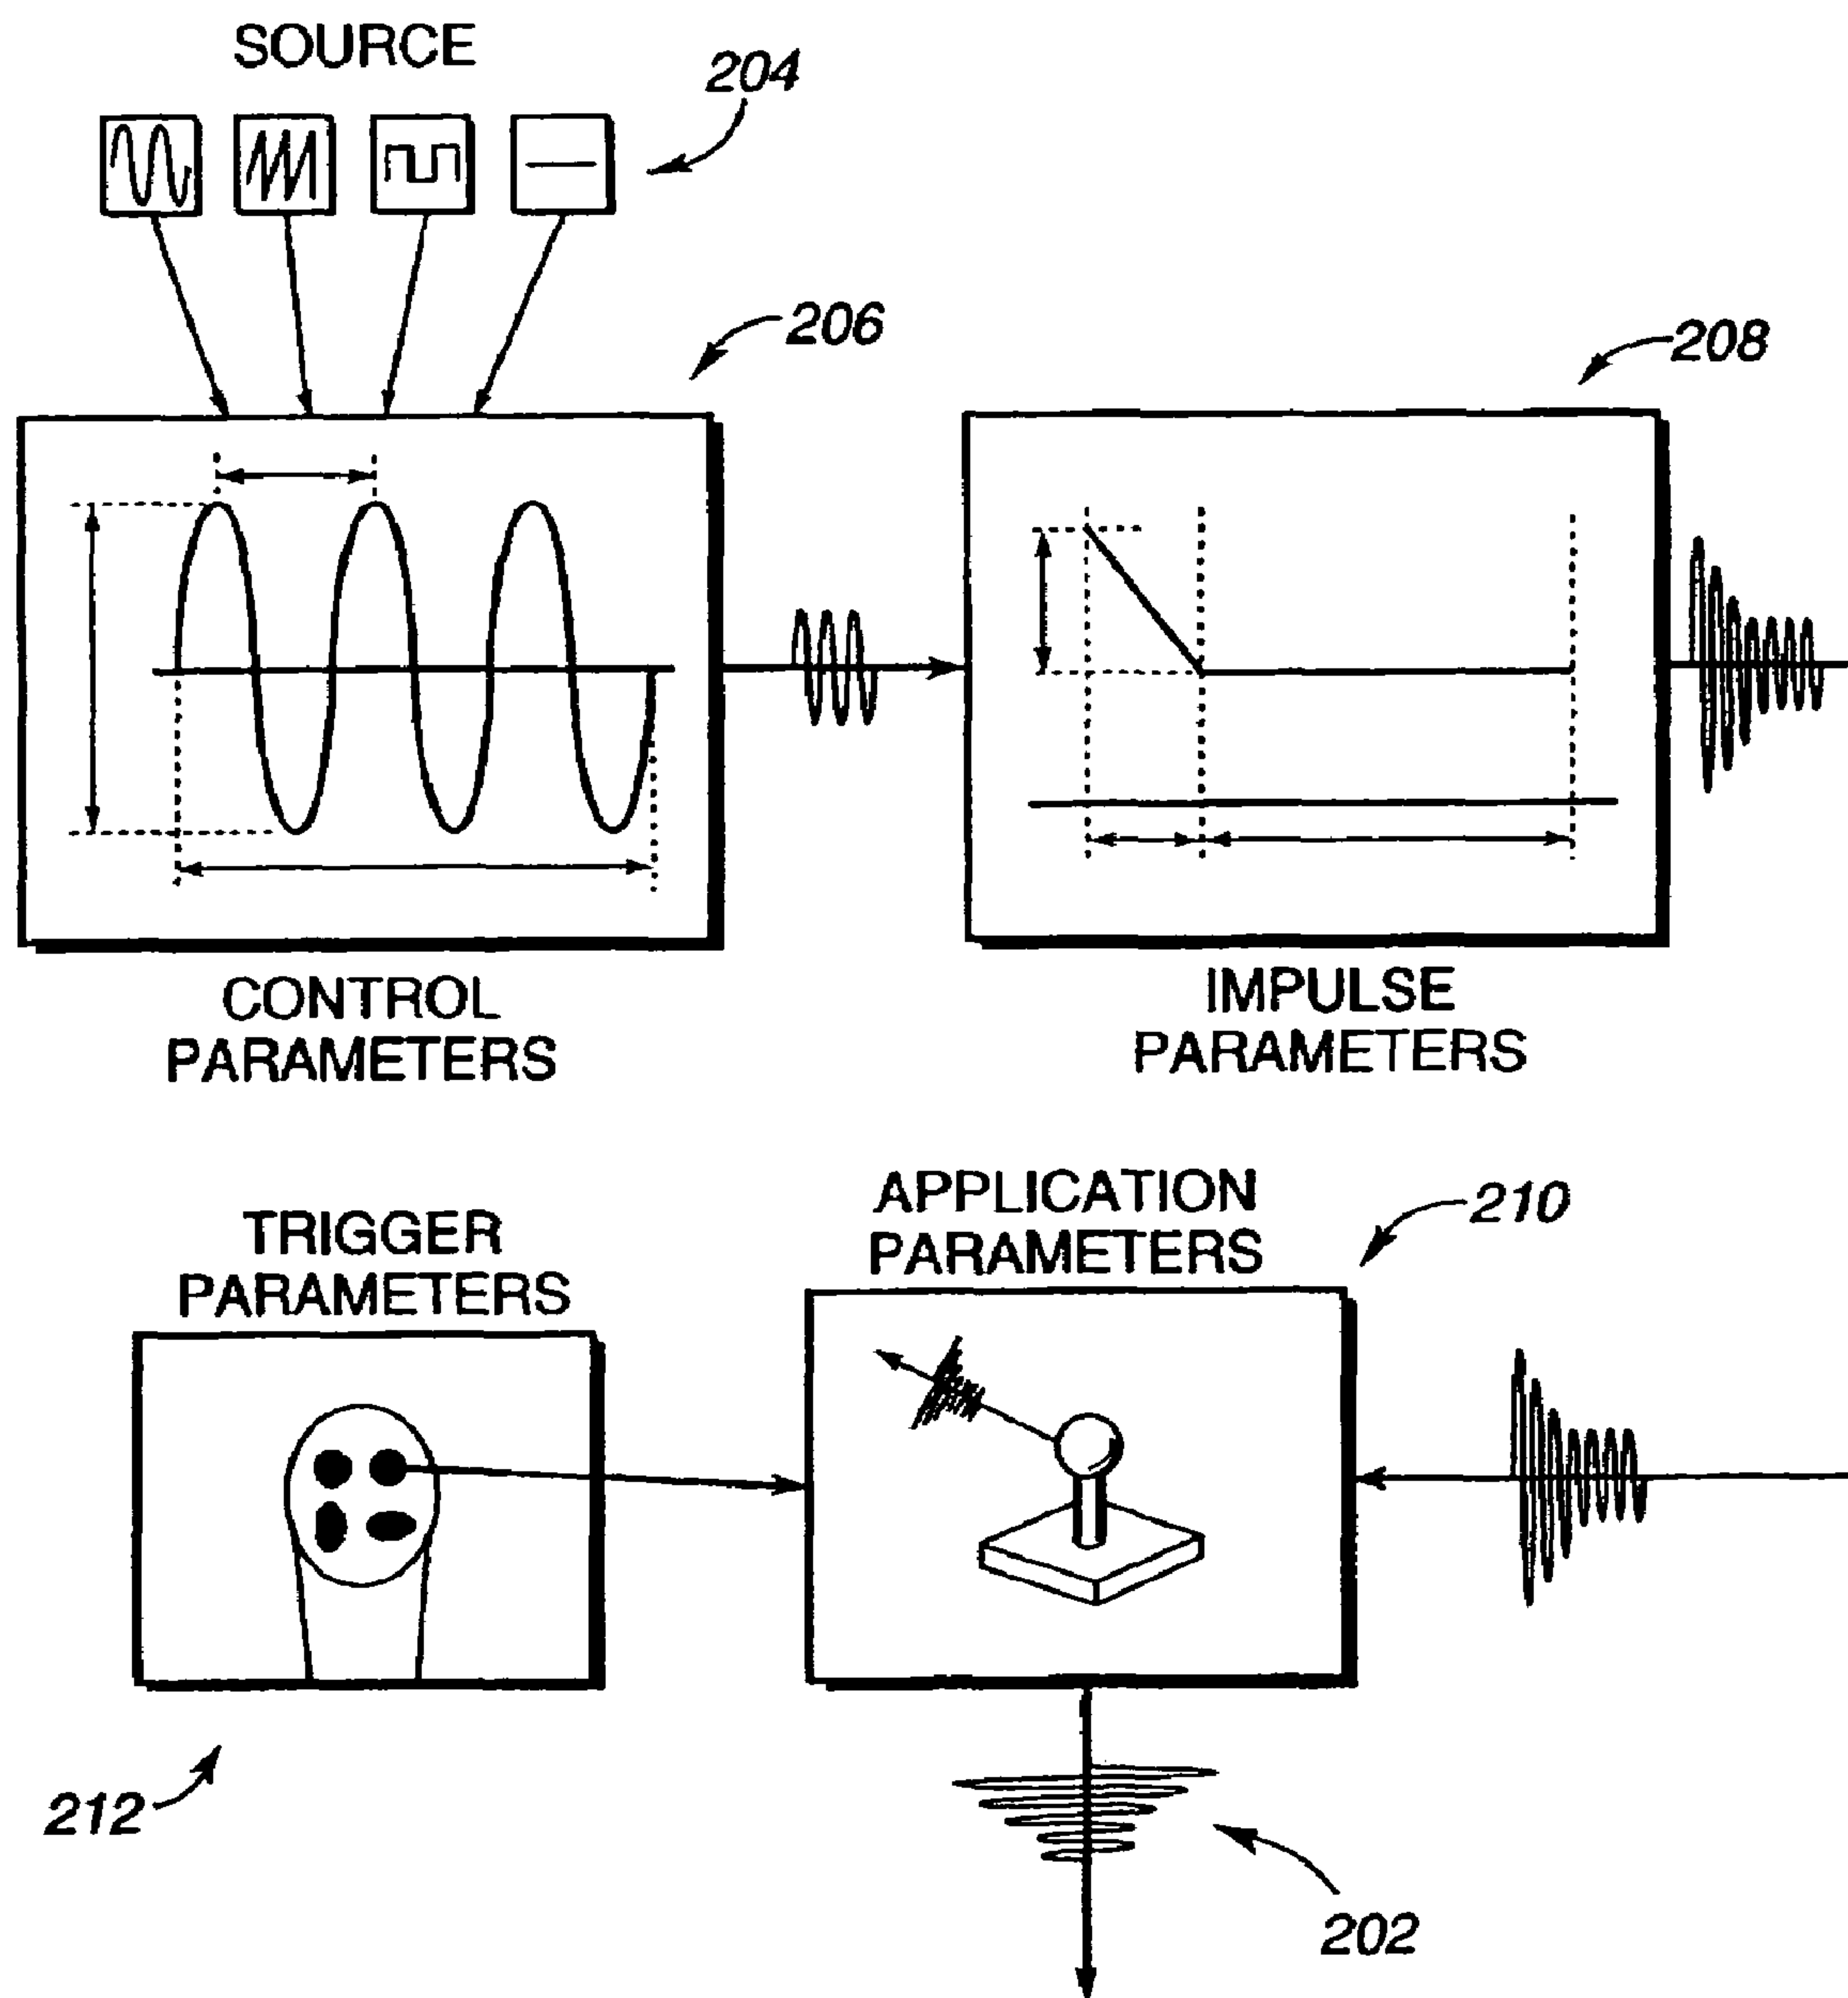 SOURCE
204
206
208
CONTROL
PARAMETERS
IMPULSE
PARAMETERS
TRIGGER
PARAMETERS
APPLICATION
PARAMETERS
210
212
202